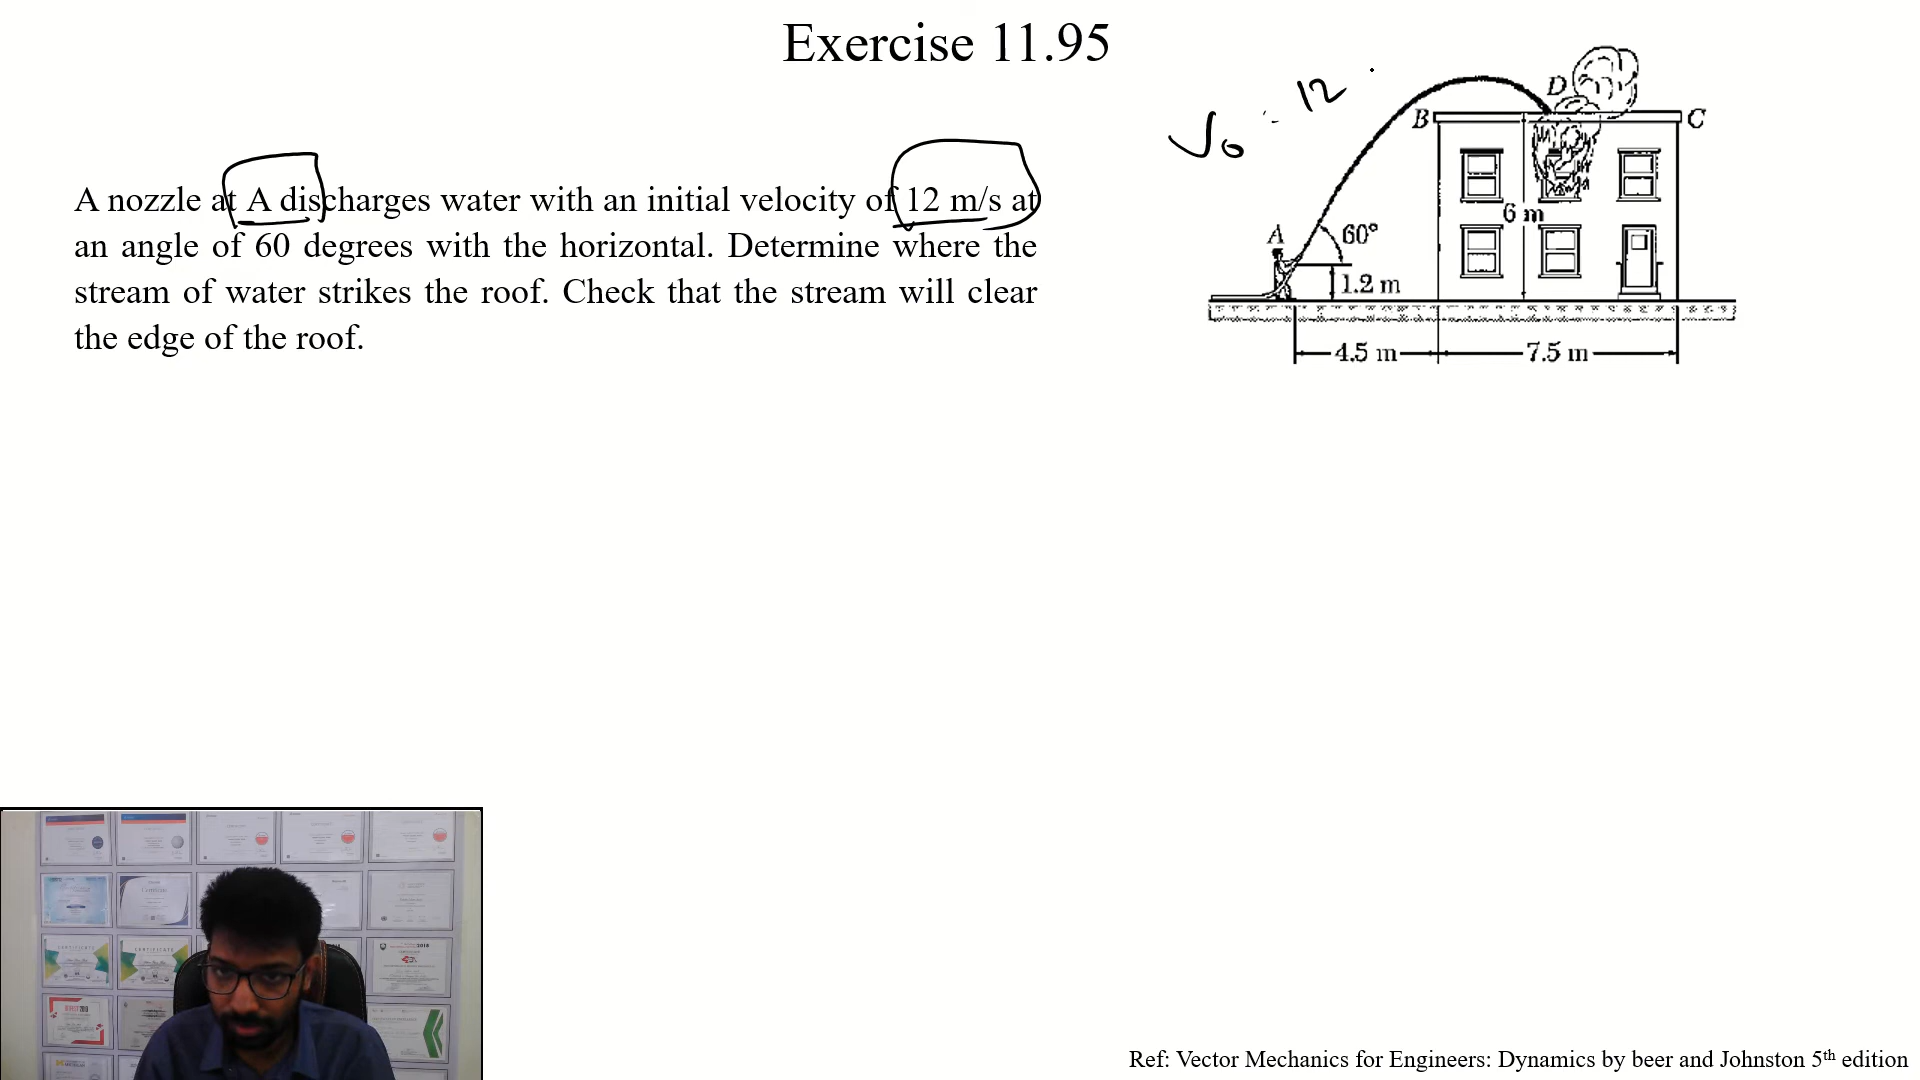 Exercise 11.95
V₀ = 12
A nozzle at A discharges water with an initial velocity of 12 m/s at
an angle of 60 degrees with the horizontal. Determine where the
stream of water strikes the roof. Check that the stream will clear
the edge of the roof.
D
B
C
6 m
A
60°
1.2 m
4.5 m
7.5 m
Ref: Vector Mechanics for Engineers: Dynamics by beer and Johnston 5th edition